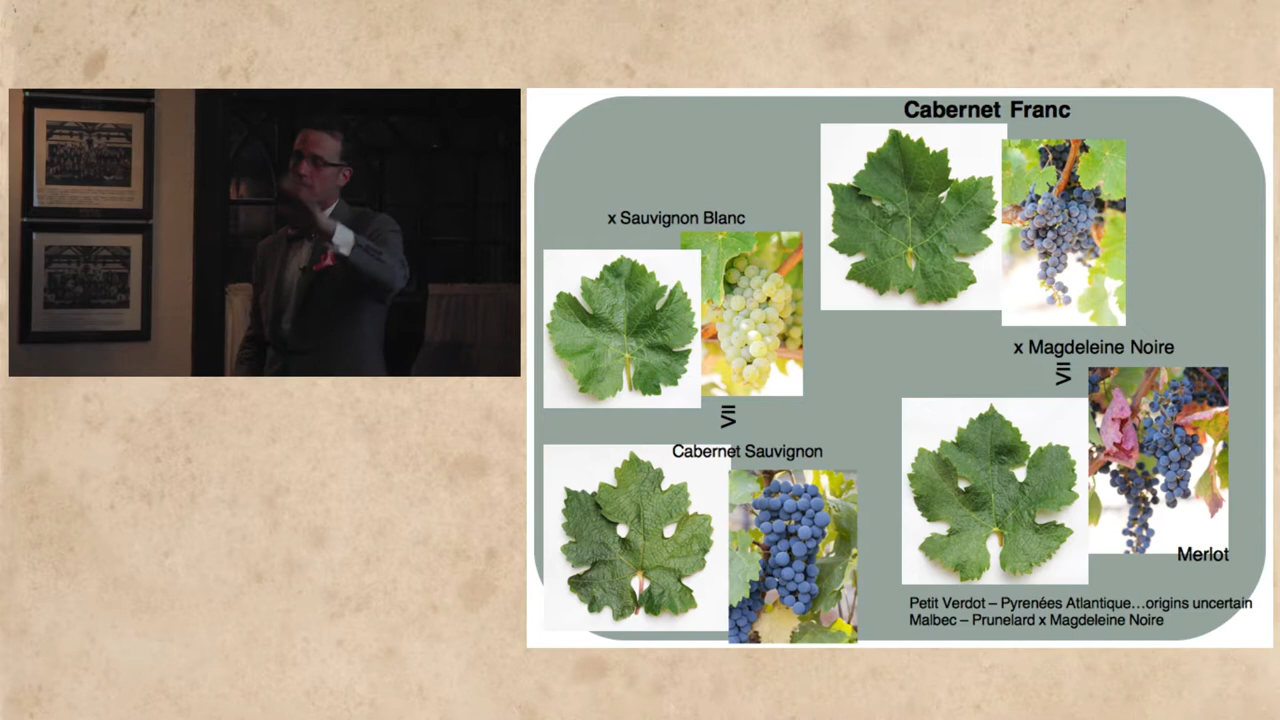 Cabernet Franc
x Sauvignon Blanc
x Magdeleine Noire
=
=
Cabernet Sauvignon
Merlot
Petit Verdot – Pyrenées Atlantique...origins uncertain
Malbec – Prunelard x Magdeleine Noire